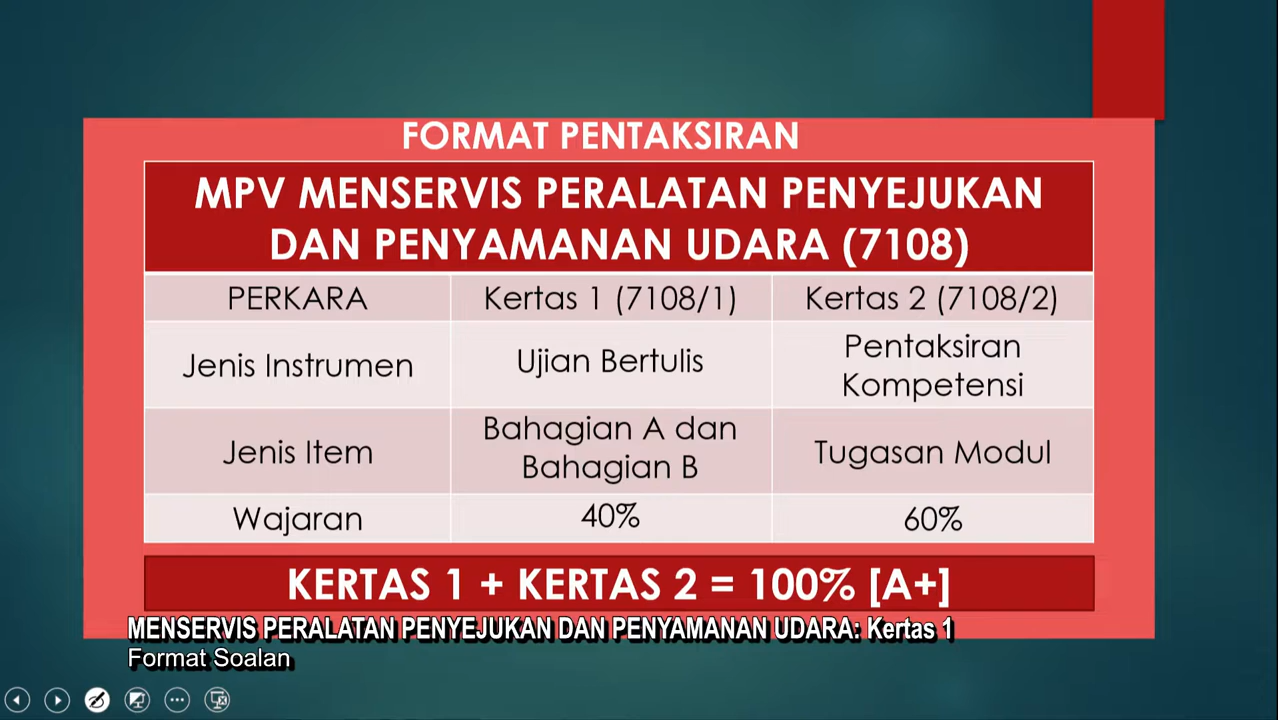 FORMAT PENTAKSIRAN
MPV MENSERVIS PERALATAN PENYEJUKAN
DAN PENYAMANAN UDARA (7108)
PERKARA
Kertas 1 (7108/1)
Kertas 2 (7108/2)
Jenis Instrumen
Ujian Bertulis
Pentaksiran
Kompetensi
Jenis Item
Bahagian A dan
Bahagian B
Tugasan Modul
Wajaran
40%
60%
KERTAS 1 + KERTAS 2 = 100% [A+]
MENSERVIS PERALATAN PENYEJUKAN DAN PENYAMANAN UDARA: Kertas 1
Format Soalan